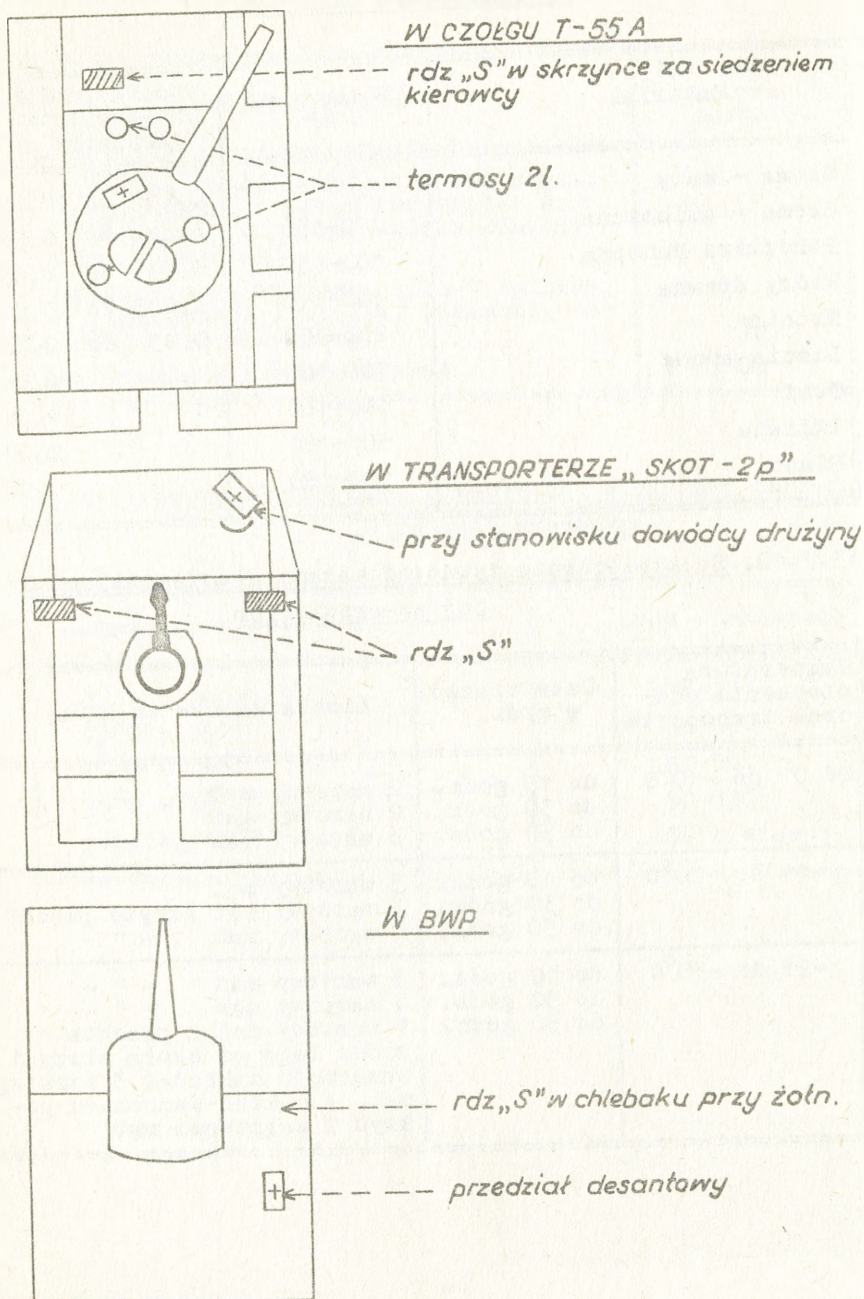 W CZOŁGU T-55A
rdz „S" w skrzynce za siedzeniem
kierowcy
termosy 2l.
W TRANSPORTERZE „SKOT-2p"
przy stanowisku dowódcy drużyny
rdz „S"
W BWP
rdz „S" w chlebaku przy żołn.
przedział desantowy